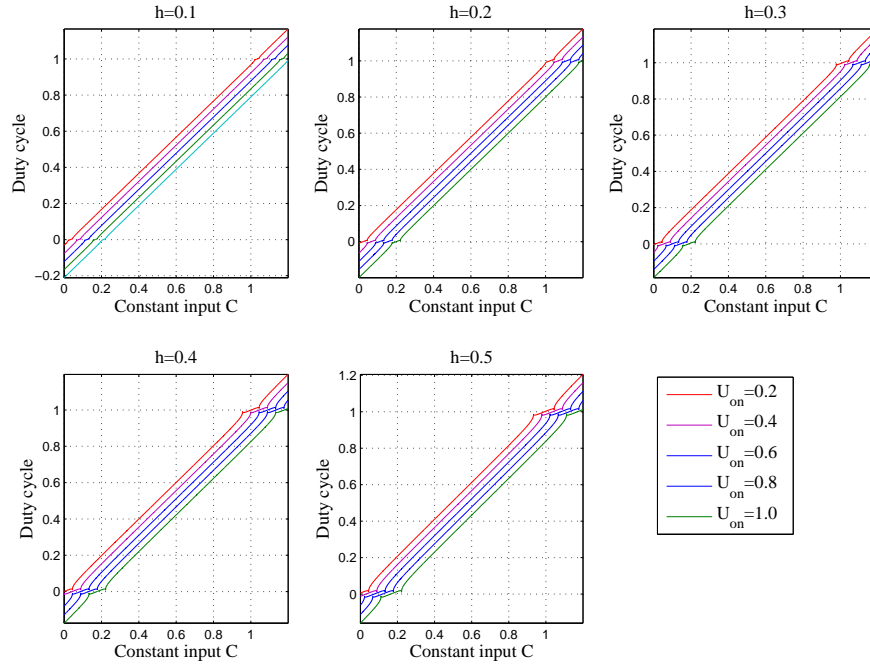 h=0.1
1
0.8
0.6
0.4
0.2
0
−0.2
Duty cycle
0 0.2 0.4 0.6 0.8 1
Constant input C
h=0.2
1
0.8
0.6
0.4
0.2
0
Duty cycle
0 0.2 0.4 0.6 0.8 1
Constant input C
h=0.3
1
0.8
0.6
0.4
0.2
0
Duty cycle
0 0.2 0.4 0.6 0.8 1
Constant input C
h=0.4
1
0.8
0.6
0.4
0.2
0
Duty cycle
0 0.2 0.4 0.6 0.8 1
Constant input C
h=0.5
1.2
1
0.8
0.6
0.4
0.2
0
Duty cycle
0 0.2 0.4 0.6 0.8 1
Constant input C
U_on=0.2
U_on=0.4
U_on=0.6
U_on=0.8
U_on=1.0